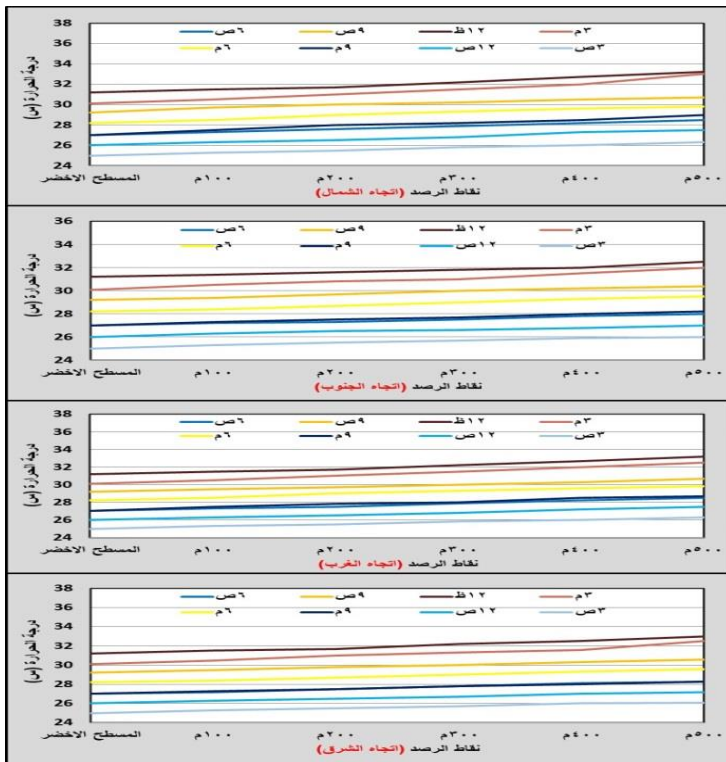 ٦ص ٩ص ١٢ظ ٣م
٦م ٩م ١٢ص ٣ص
درجة الحرارة (س)
38
36
34
32
30
28
26
24
المسطح الاخضر ١٠٠م ٢٠٠م ٣٠٠م ٤٠٠م ٥٠٠م
نقاط الرصد (اتجاه الشمال)
٦ص ٩ص ١٢ظ ٣م
٦م ٩م ١٢ص ٣ص
درجة الحرارة (س)
36
34
32
30
28
26
24
المسطح الاخضر ١٠٠م ٢٠٠م ٣٠٠م ٤٠٠م ٥٠٠م
نقاط الرصد (اتجاه الجنوب)
٦ص ٩ص ١٢ظ ٣م
٦م ٩م ١٢ص ٣ص
درجة الحرارة (س)
38
36
34
32
30
28
26
24
المسطح الاخضر ١٠٠م ٢٠٠م ٣٠٠م ٤٠٠م ٥٠٠م
نقاط الرصد (اتجاه الغرب)
٦ص ٩ص ١٢ظ ٣م
٦م ٩م ١٢ص ٣ص
درجة الحرارة (س)
38
36
34
32
30
28
26
24
المسطح الاخضر ١٠٠م ٢٠٠م ٣٠٠م ٤٠٠م ٥٠٠م
نقاط الرصد (اتجاه الشرق)